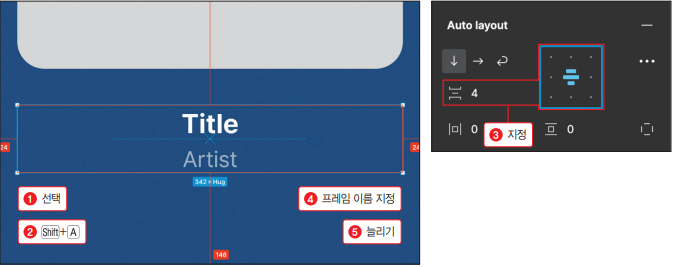 Title
Artist
24
24
342 × Hug
1 선택
4 프레임 이름 지정
2 Shift+A
5 늘리기
146
Auto layout
4
0
3 지정
0